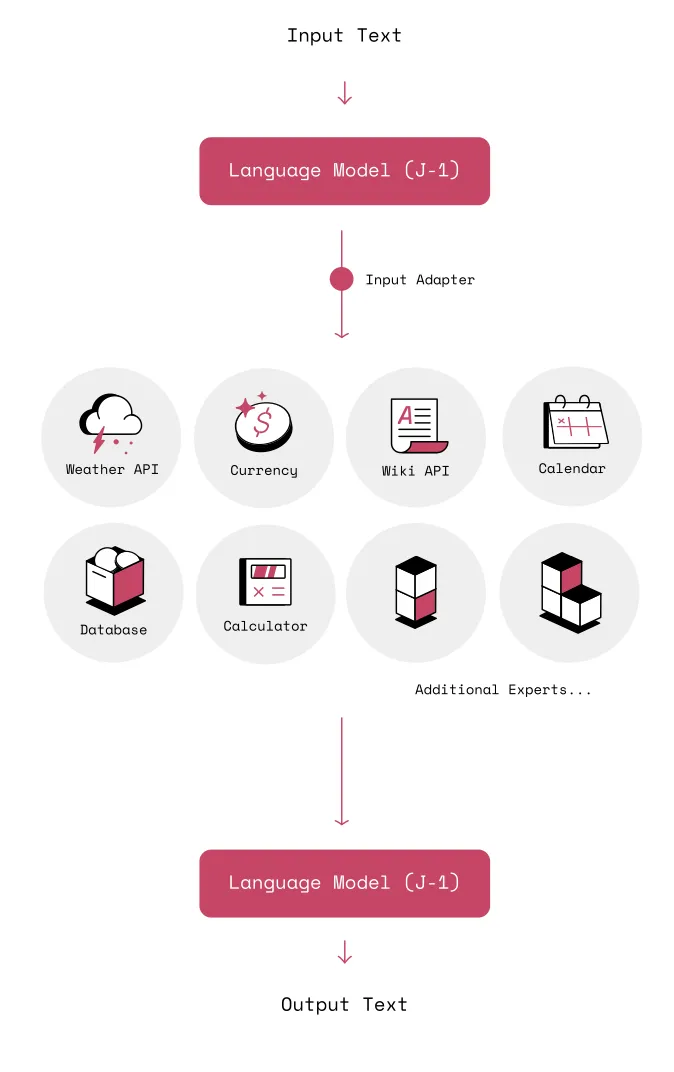 Input Text
Language Model (J-1)
Input Adapter
A
$
Weather API
Currency
Wiki API
Calendar
Database
Calculator
Additional Experts...
Language Model (J-1)
Output Text